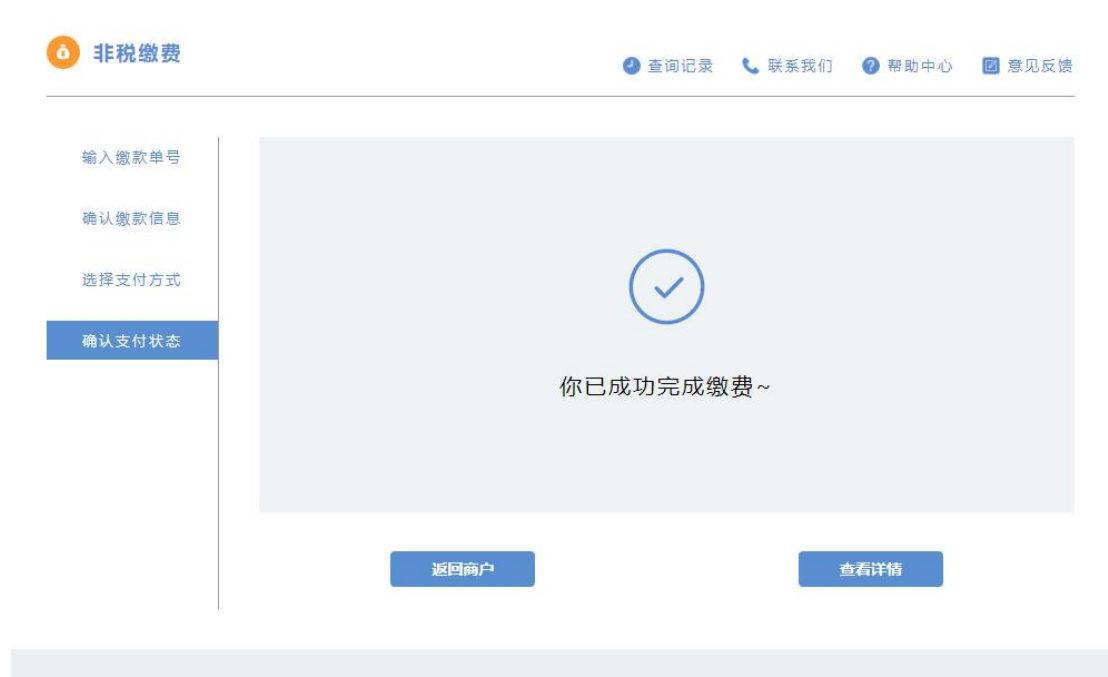 非税缴费
查询记录 联系我们 帮助中心 意见反馈
输入缴款单号
确认缴款信息
选择支付方式
确认支付状态
你已成功完成缴费~
返回商户 查看详情